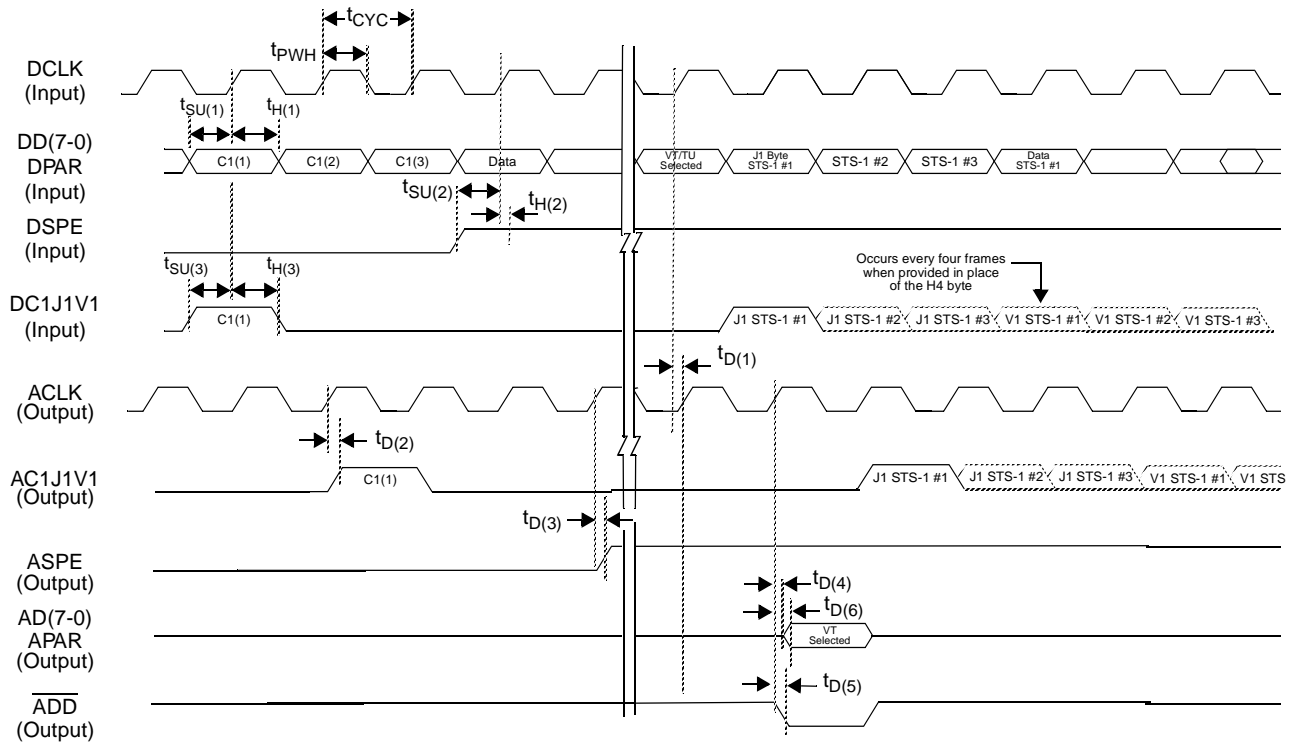 tCYC
tPWH
DCLK
(Input)
tSU(1)
tH(1)
DD(7-0)
DPAR
(Input)
C1(1)
C1(2)
C1(3)
Data
VT/TU
Selected
J1 Byte
STS-1 #1
STS-1 #2
STS-1 #3
Data
STS-1 #1
tSU(2)
tH(2)
DSPE
(Input)
tSU(3)
tH(3)
Occurs every four frames
when provided in place
of the H4 byte
DC1J1V1
(Input)
C1(1)
J1 STS-1 #1
J1 STS-1 #2
J1 STS-1 #3
V1 STS-1 #1
V1 STS-1 #2
V1 STS-1 #3
tD(1)
ACLK
(Output)
tD(2)
AC1J1V1
(Output)
C1(1)
J1 STS-1 #1
J1 STS-1 #2
J1 STS-1 #3
V1 STS-1 #1
V1 STS
tD(3)
ASPE
(Output)
tD(4)
tD(6)
AD(7-0)
APAR
(Output)
VT
Selected
tD(5)
ADD
(Output)